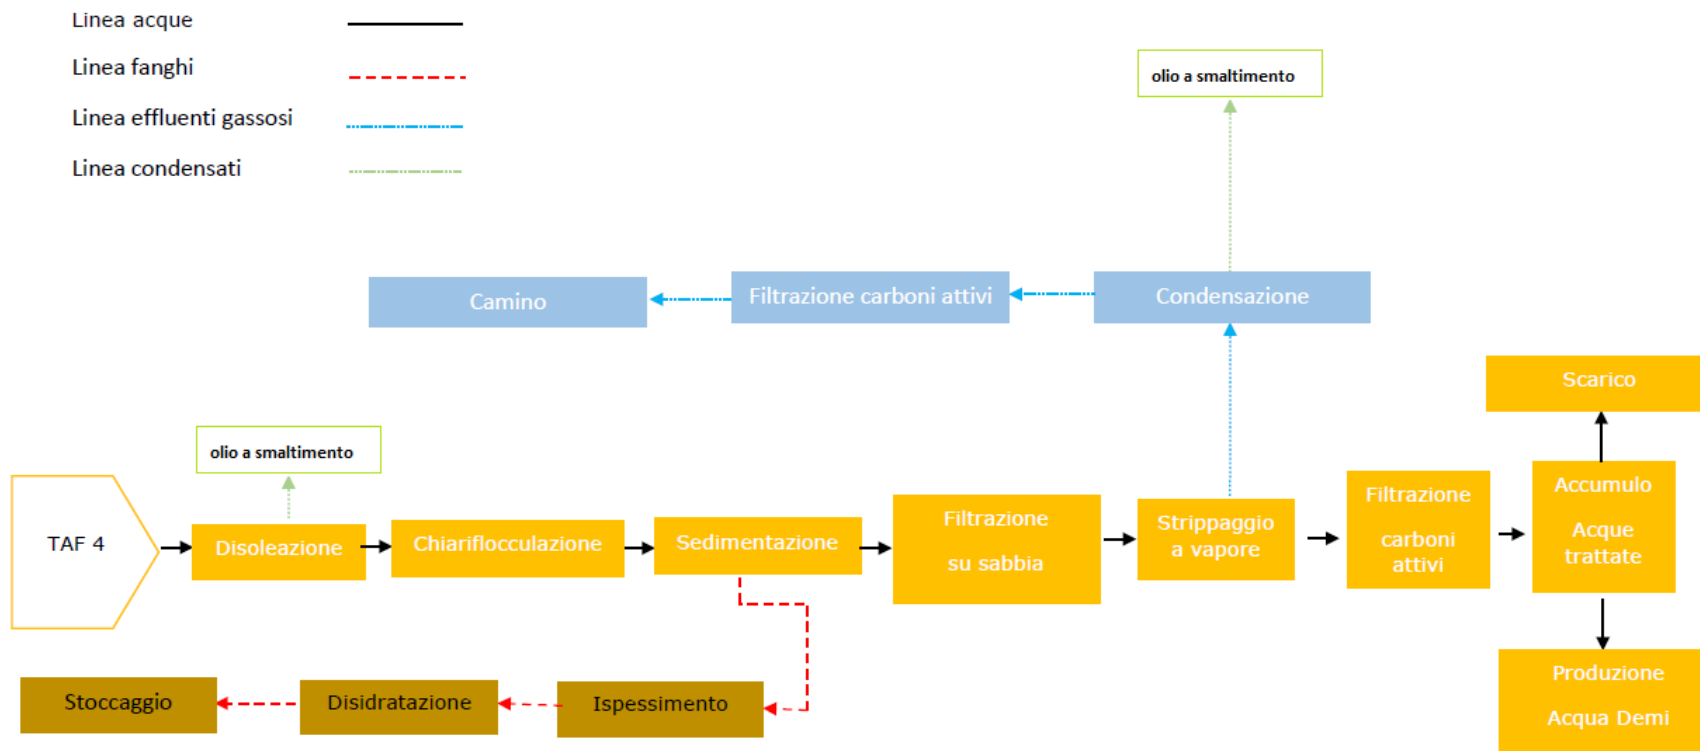 Linea acque
Linea fanghi
Linea effluenti gassosi
Linea condensati
olio a smaltimento
Camino
Filtrazione carboni attivi
Condensazione
Scarico
olio a smaltimento
TAF 4
Disoleazione
Chiariflocculazione
Sedimentazione
Filtrazione
su sabbia
Strippaggio
a vapore
Filtrazione
carboni
attivi
Accumulo
Acque
trattate
Stoccaggio
Disidratazione
Ispessimento
Produzione
Acqua Demi